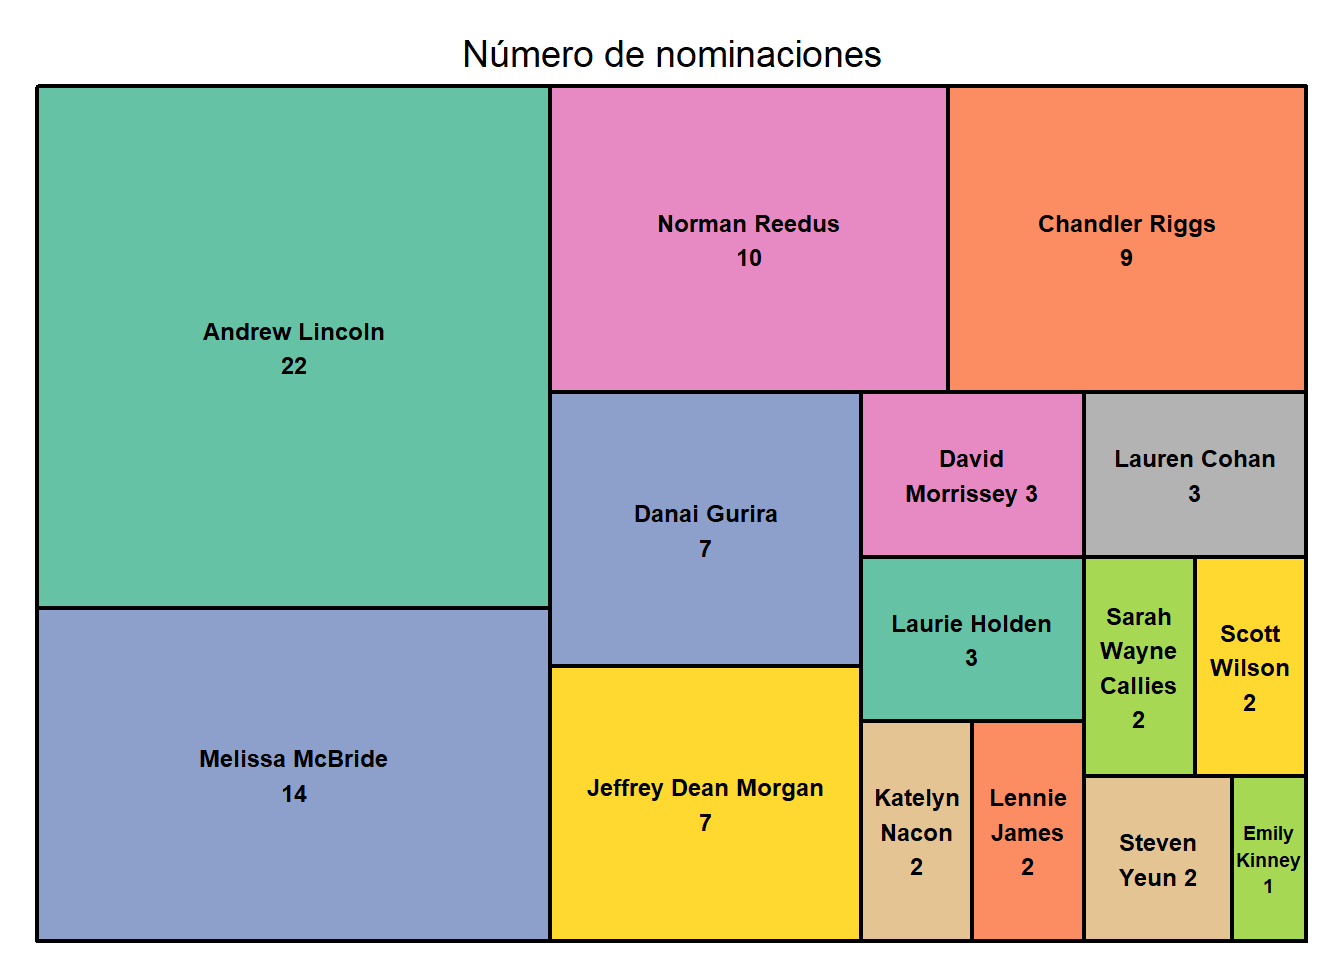 Número de nominaciones
Andrew Lincoln
22
Norman Reedus
10
Chandler Riggs
9
Melissa McBride
14
Danai Gurira
7
Jeffrey Dean Morgan
7
David
Morrissey 3
Lauren Cohan
3
Laurie Holden
3
Sarah
Wayne
Callies
2
Scott
Wilson
2
Katelyn
Nacon
2
Lennie
James
2
Steven
Yeun 2
Emily
Kinney
1